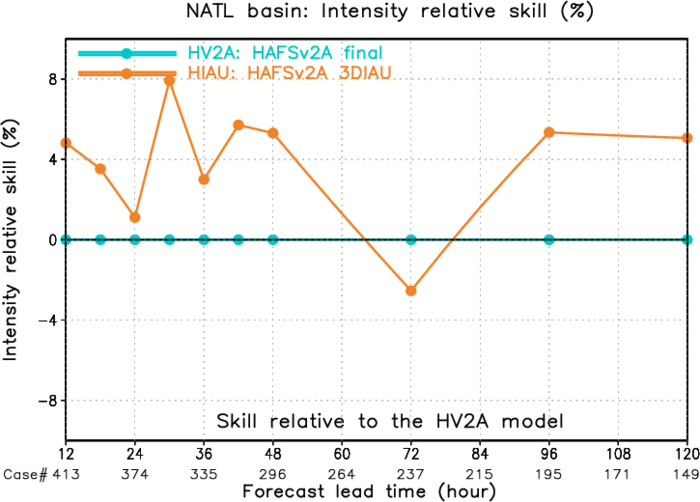 NATL basin: Intensity relative skill (%)
HV2A: HAFSv2A final
HIAU: HAFSv2A 3DIAU
Intensity relative skill (%)
8
4
0
-4
-8
Skill relative to the HV2A model
12 24 36 48 60 72 84 96 108 120
Case# 413 374 335 296 264 237 215 195 171 149
Forecast lead time (hour)